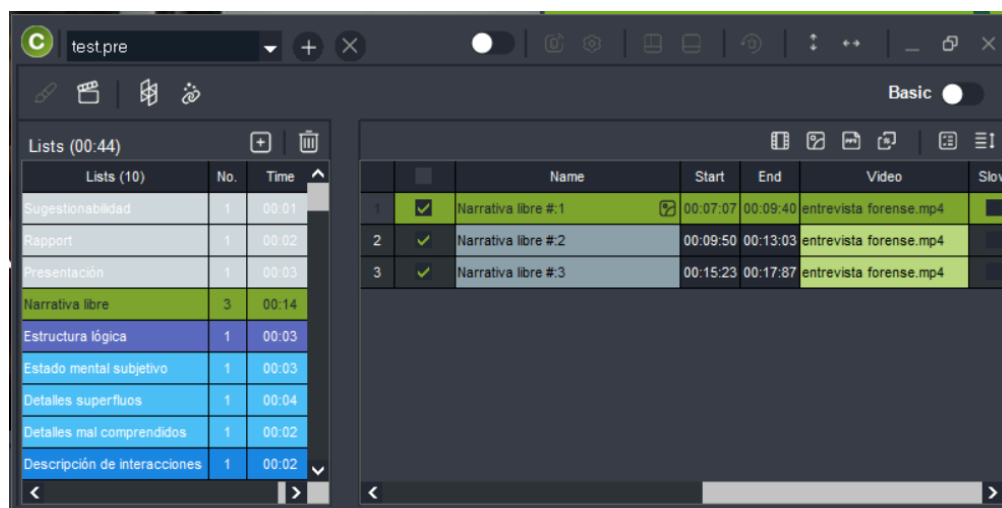 C test.pre
Basic
Lists (00:44)
Lists (10) No. Time
Sugestionabilidad 1 00:01
Rapport 1 00:02
Presentación 1 00:03
Narrativa libre 3 00:14
Estructura lógica 1 00:03
Estado mental subjetivo 1 00:03
Detalles superfluos 1 00:04
Detalles mal comprendidos 1 00:02
Descripción de interacciones 1 00:02
Name Start End Video Slov
1 Narrativa libre #:1 00:07:07 00:09:40 entrevista forense.mp4
2 Narrativa libre #:2 00:09:50 00:13:03 entrevista forense.mp4
3 Narrativa libre #:3 00:15:23 00:17:87 entrevista forense.mp4